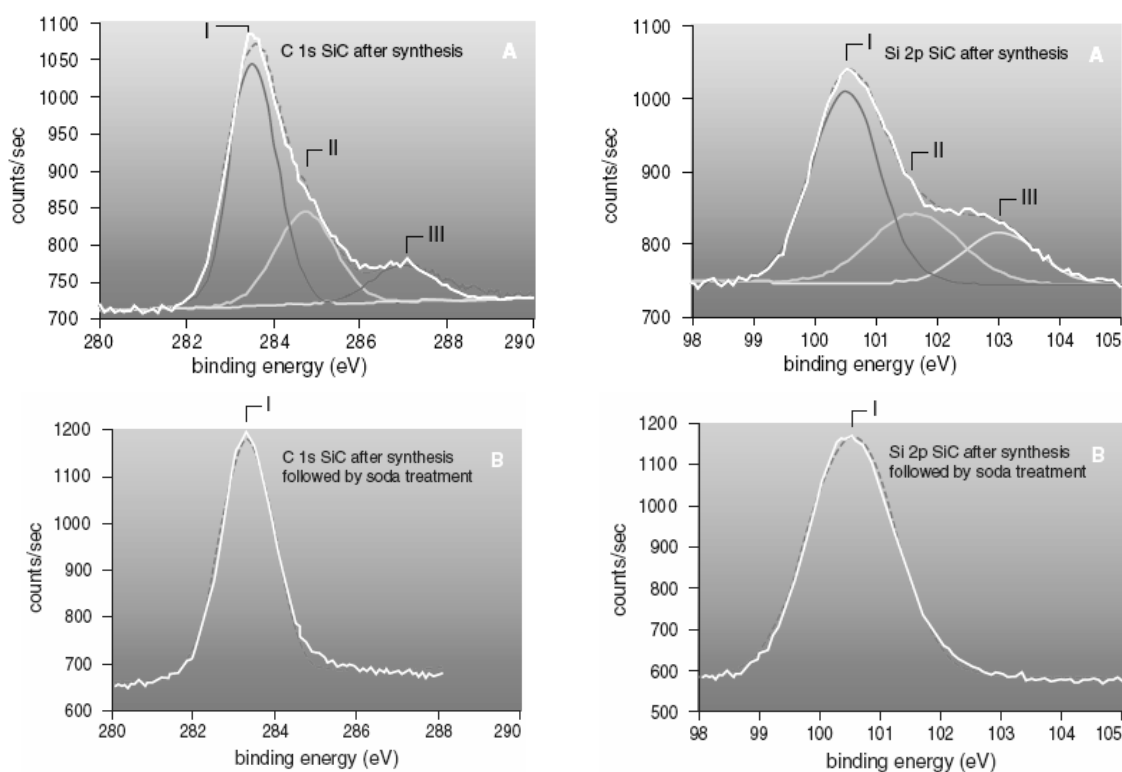 1100
1050
1000
950
900
850
800
750
700
counts/sec
I
II
III
C 1s SiC after synthesis
A
280
282
284
286
288
290
binding energy (eV)
1100
1000
900
800
700
counts/sec
I
II
III
Si 2p SiC after synthesis
A
98
99
100
101
102
103
104
105
binding energy (eV)
1200
1100
1000
900
800
700
600
counts/sec
I
C 1s SiC after synthesis
followed by soda treatment
B
280
282
284
286
288
290
binding energy (eV)
1200
1100
1000
900
800
700
600
500
counts/sec
I
Si 2p SiC after synthesis
followed by soda treatment
B
98
99
100
101
102
103
104
105
binding energy (eV)